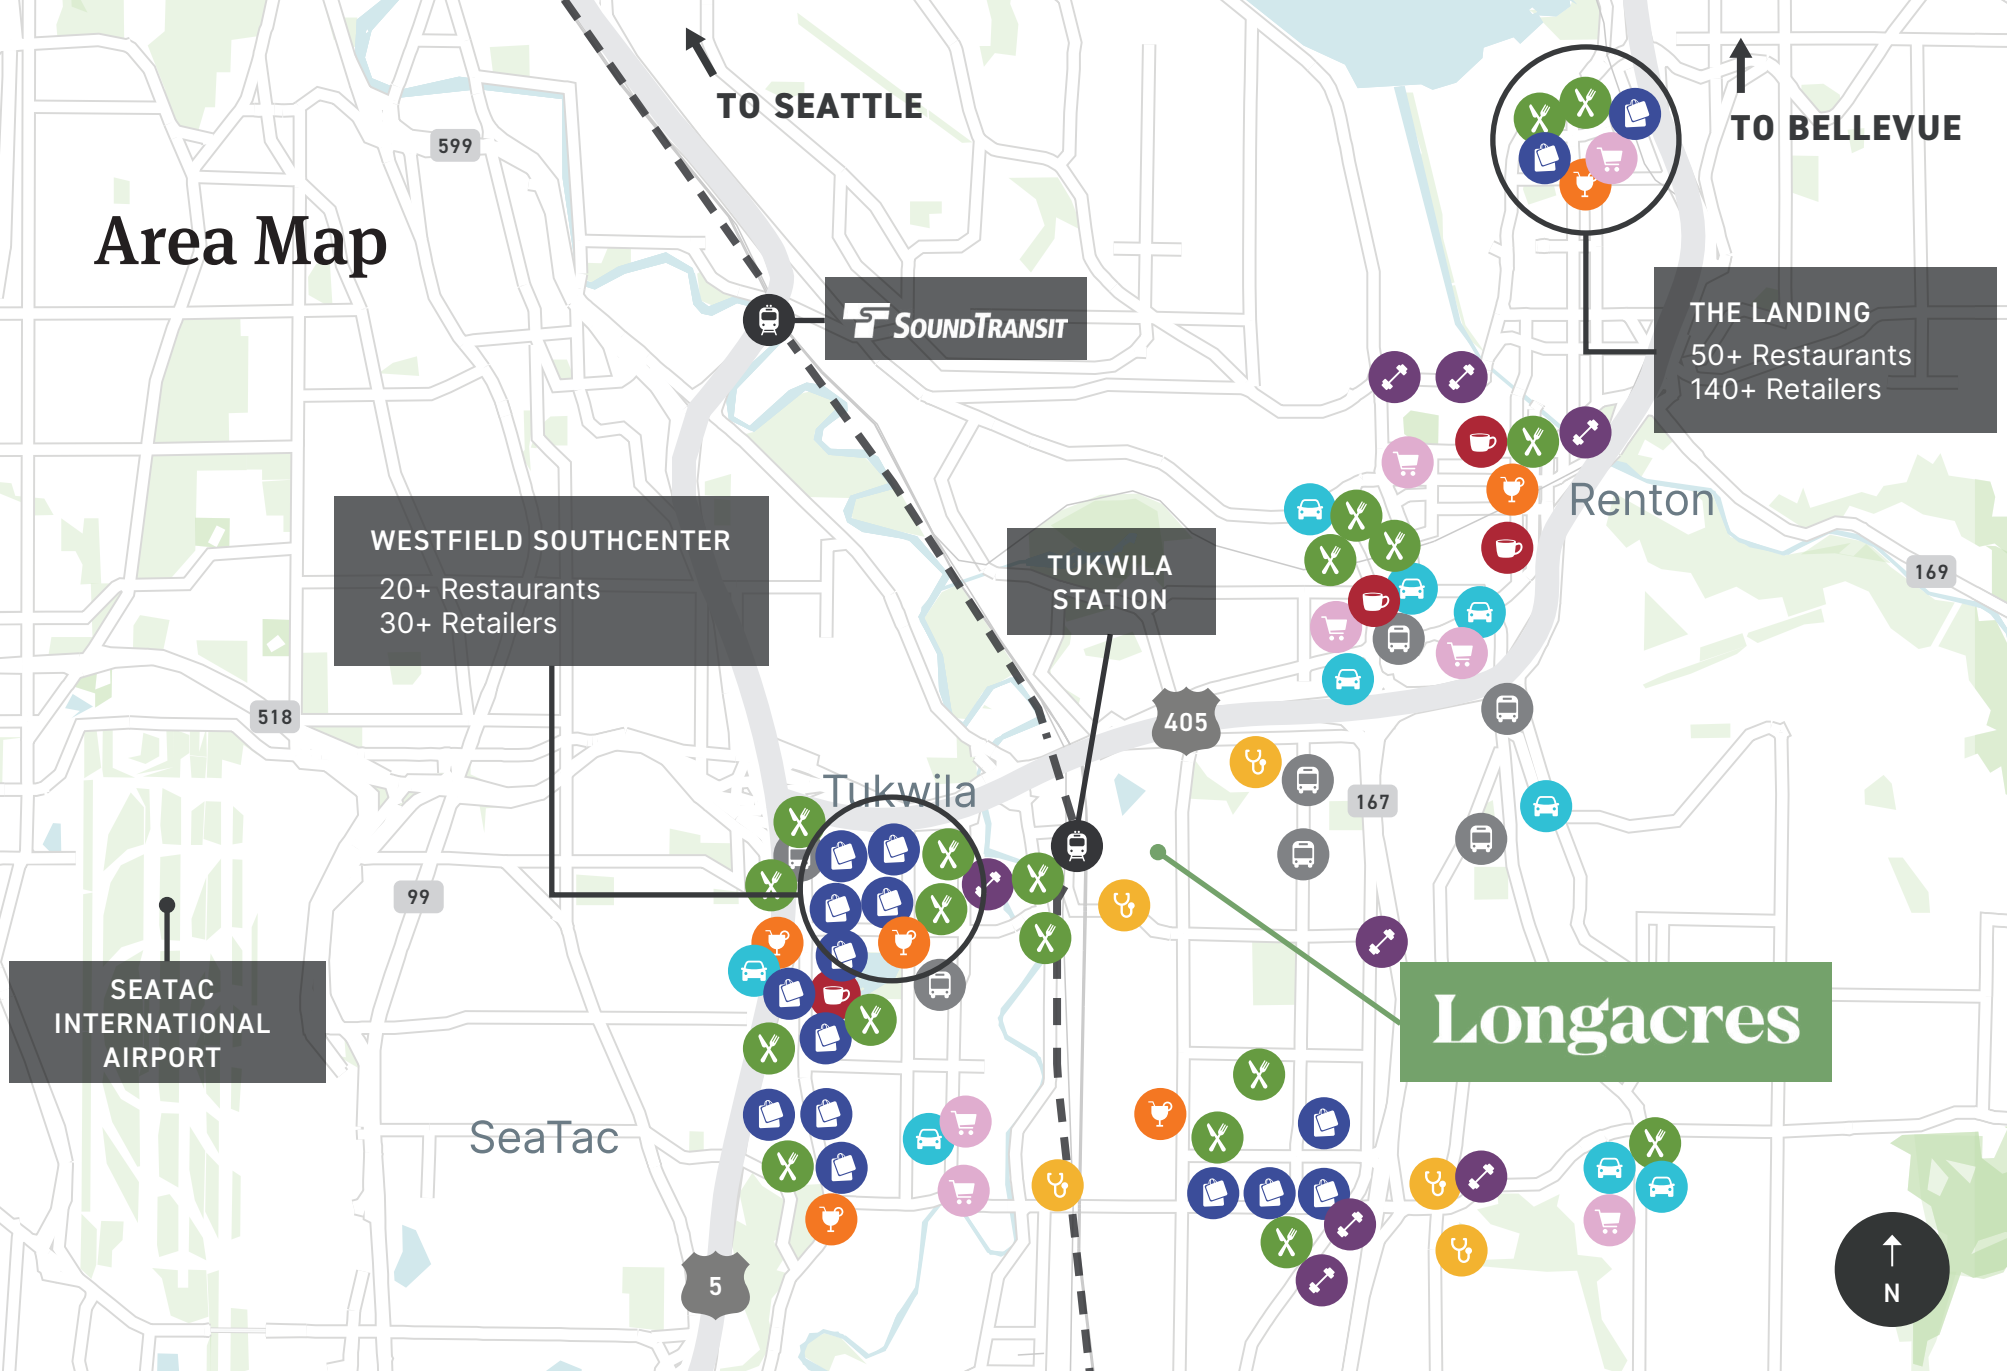 TO SEATTLE
TO BELLEVUE
599
Area Map
SOUNDTRANSIT
THE LANDING
50+ Restaurants
140+ Retailers
Renton
WESTFIELD SOUTHCENTER
20+ Restaurants
30+ Retailers
TUKWILA
STATION
169
518
405
Tukwila
167
99
SEATAC
INTERNATIONAL
AIRPORT
Longacres
SeaTac
5
N